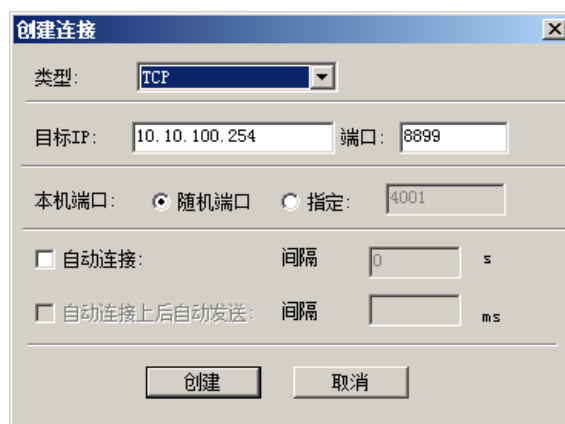 创建连接
类型: TCP
目标IP: 10.10.100.254 端口: 8899
本机端口: 随机端口 指定: 4001
自动连接: 间隔 0 s
自动连接上后自动发送: 间隔 ms
创建 取消